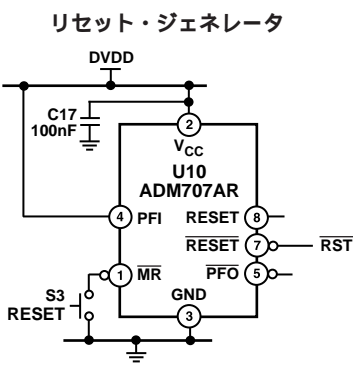 リセット・ジェネレータ
DVDD
C17
100nF
2
VCC
U10
ADM707AR
4 PFI
RESET 8
RESET 7 RST
1 MR
PFO 5
S3
RESET
GND
3